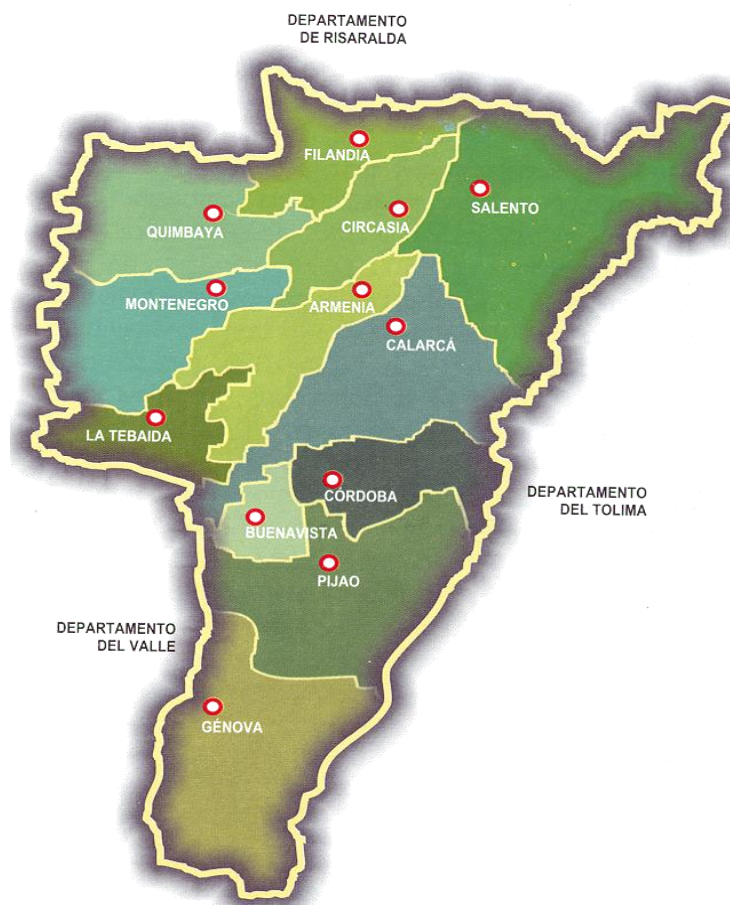 DEPARTAMENTO
DE RISARALDA
FILANDIA
SALENTO
QUIMBAYA
CIRCASIA
MONTENEGRO
ARMENIA
CALARCÁ
LA TEBAIDA
CÓRDOBA
DEPARTAMENTO
DEL TOLIMA
BUENAVISTA
PIJAO
DEPARTAMENTO
DEL VALLE
GÉNOVA